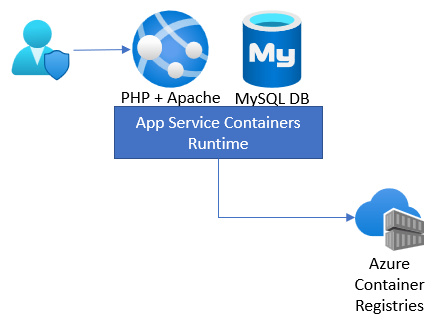 My
PHP + Apache
MySQL DB
App Service Containers
Runtime
Azure
Container
Registries